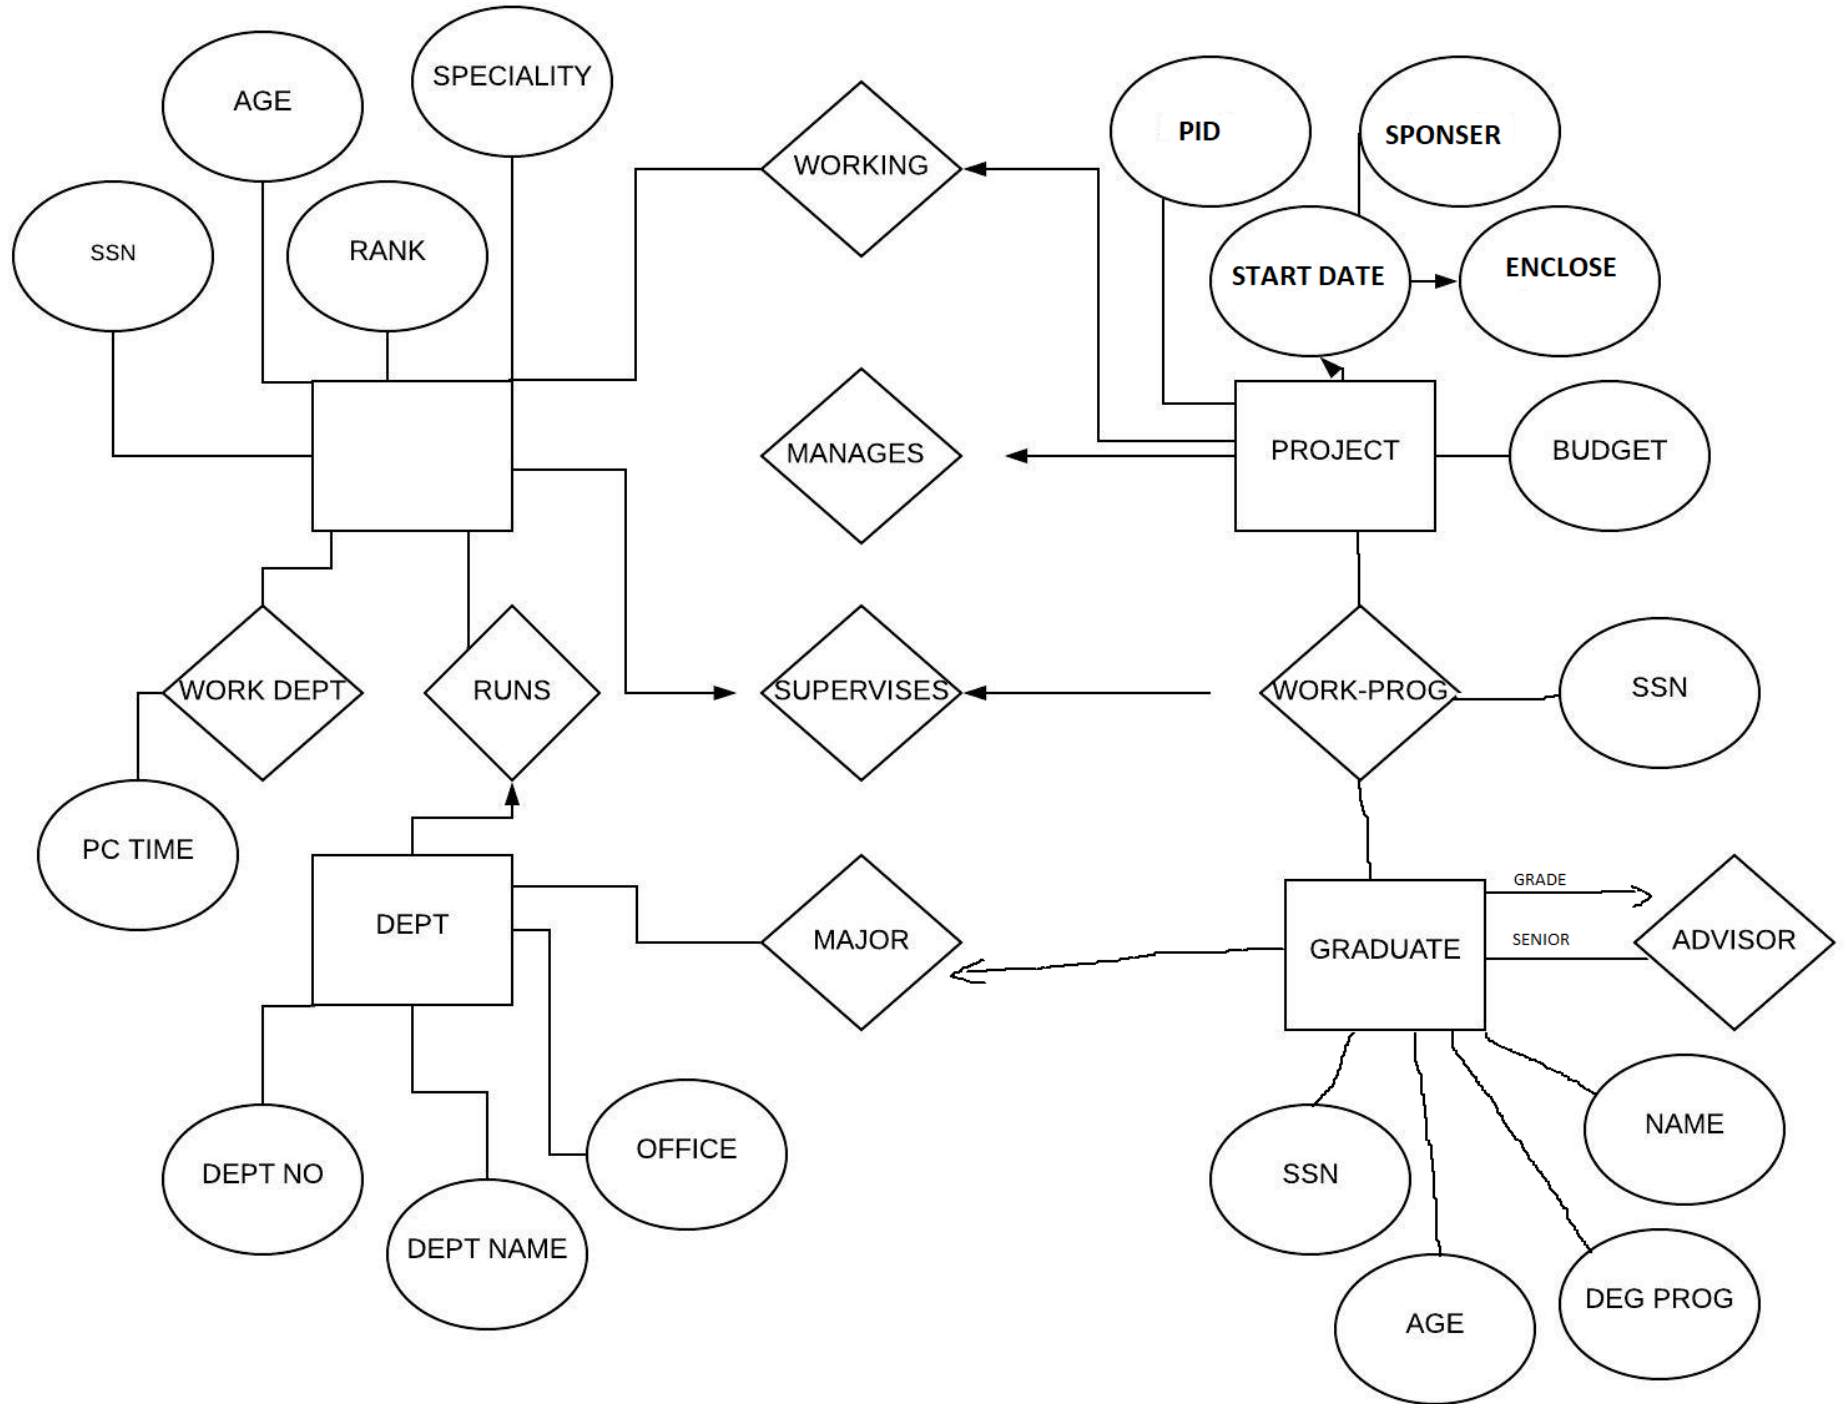 SPECIALITY
AGE
SSN
RANK
WORKING
PID
SPONSER
START DATE
ENCLOSE
MANAGES
PROJECT
BUDGET
WORK DEPT
RUNS
SUPERVISES
WORK-PROG
SSN
PC TIME
DEPT
MAJOR
GRADUATE
GRADE
SENIOR
ADVISOR
DEPT NO
DEPT NAME
OFFICE
SSN
NAME
AGE
DEG PROG